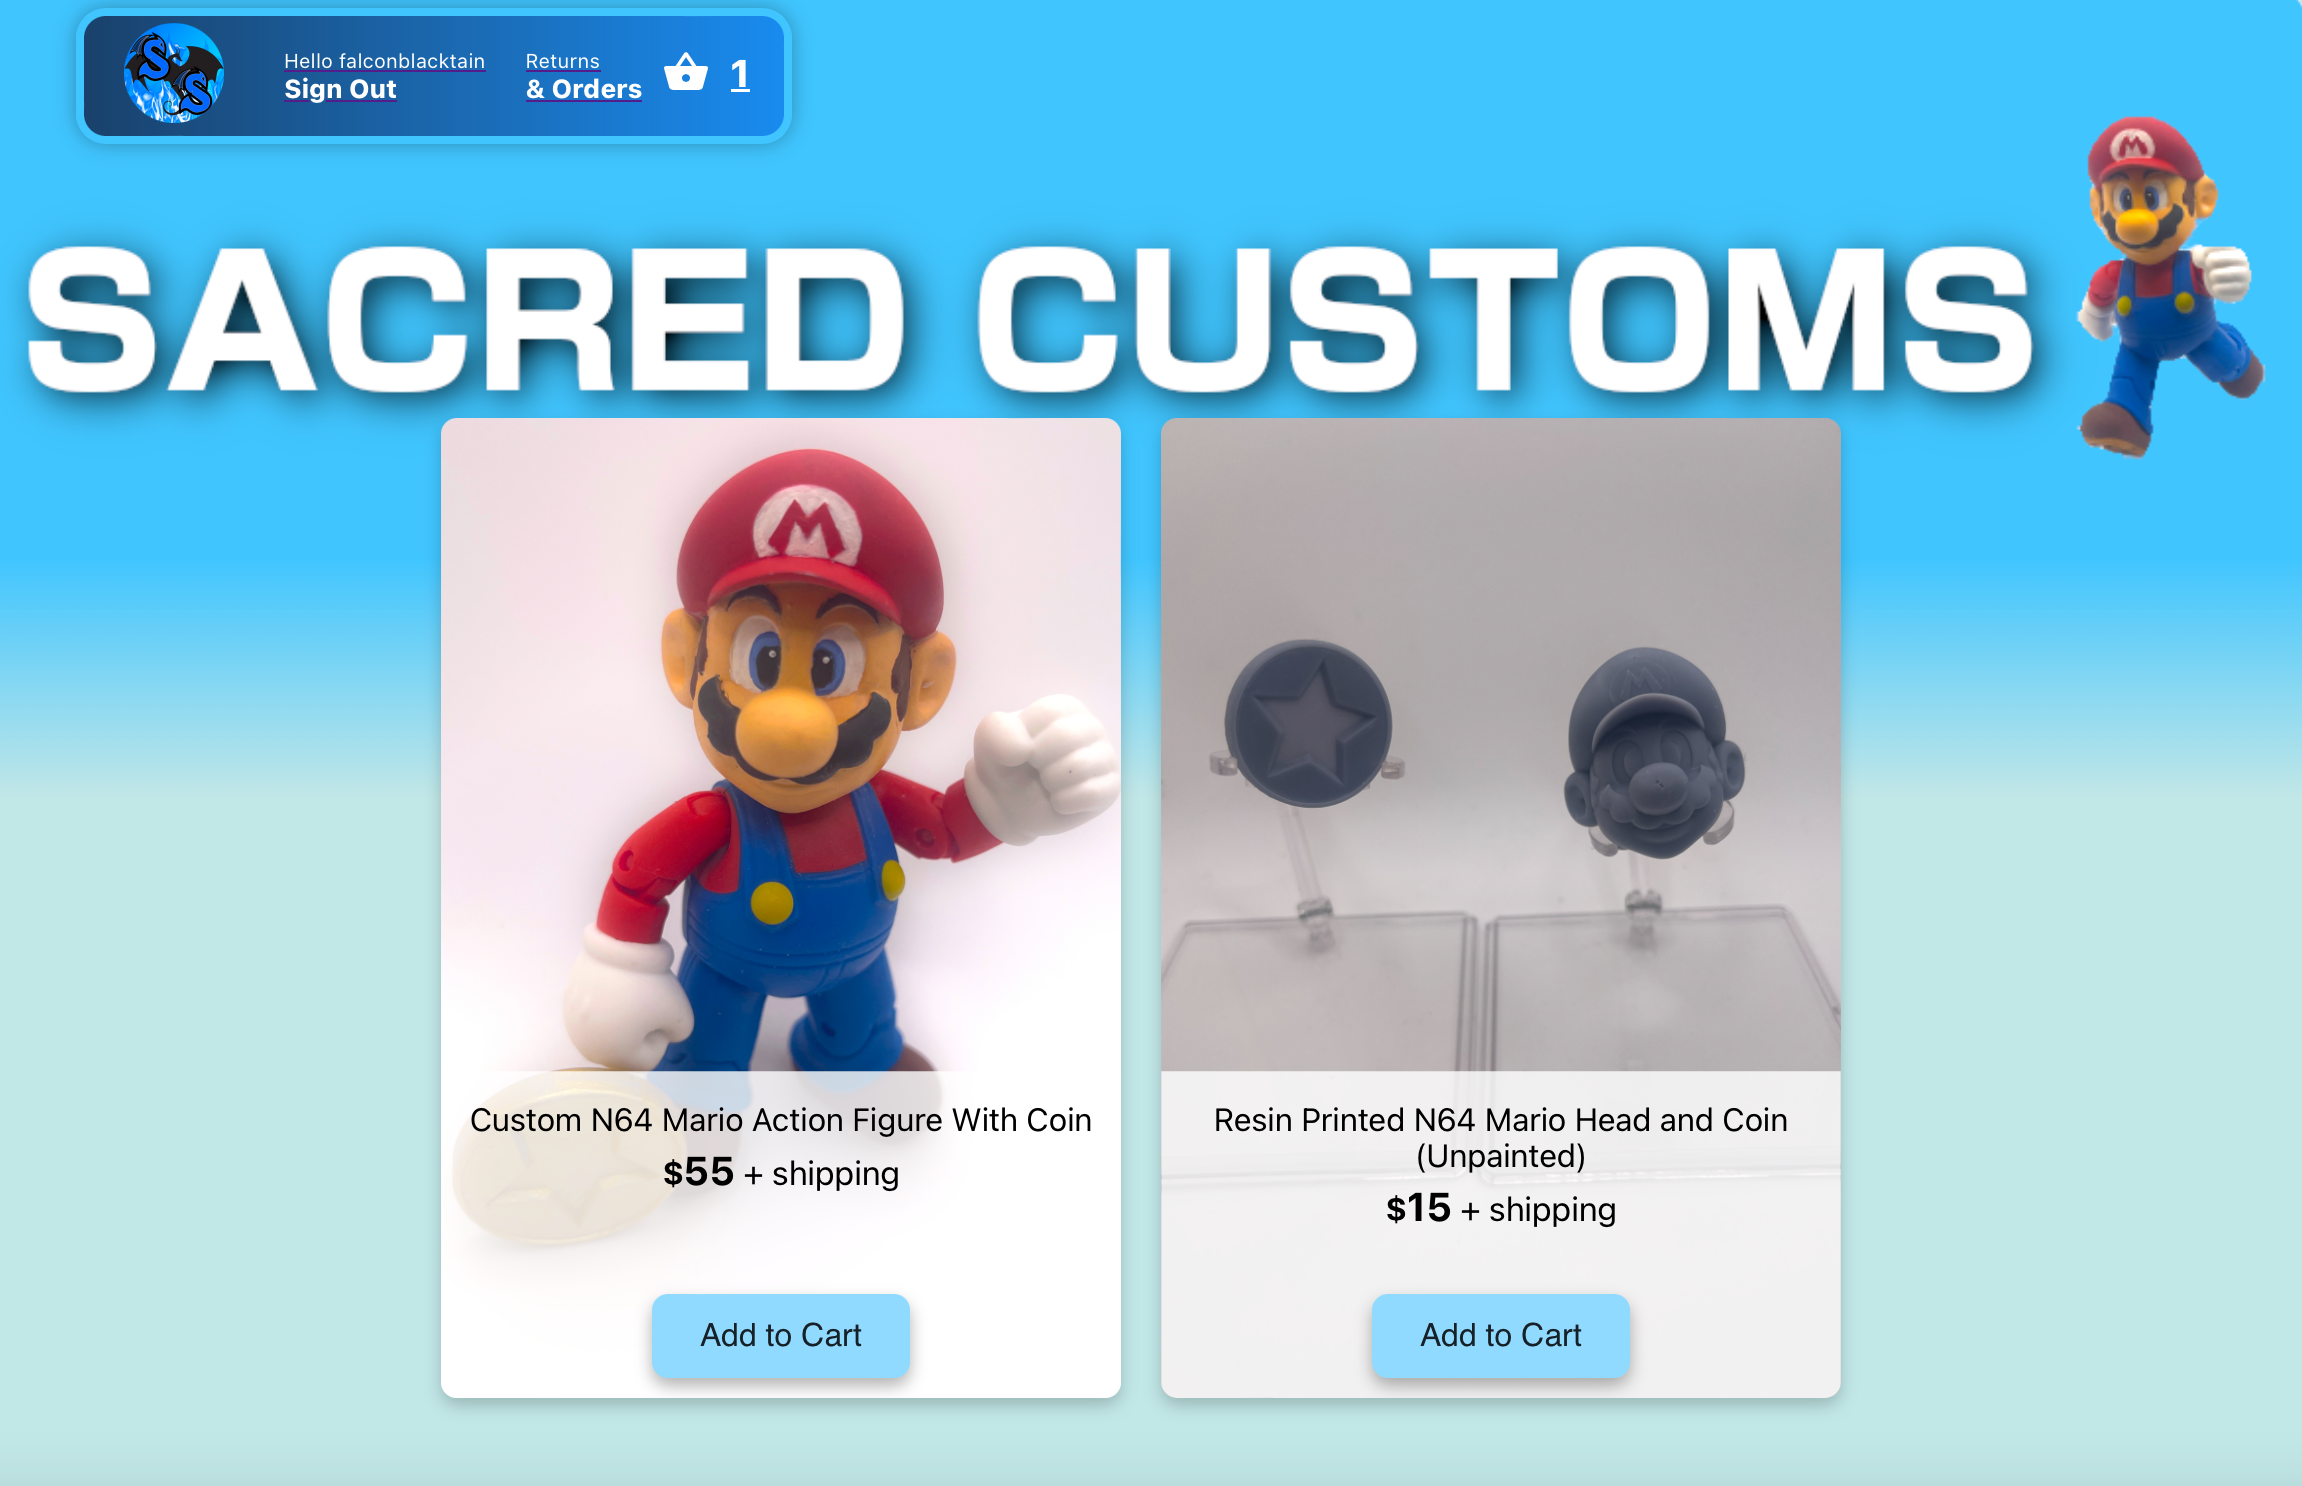 S
S
Hello falconblacktain
Sign Out
Returns
& Orders
1
SACRED CUSTOMS
M
M
Custom N64 Mario Action Figure With Coin
$55 + shipping
Add to Cart
M
Resin Printed N64 Mario Head and Coin
(Unpainted)
$15 + shipping
Add to Cart